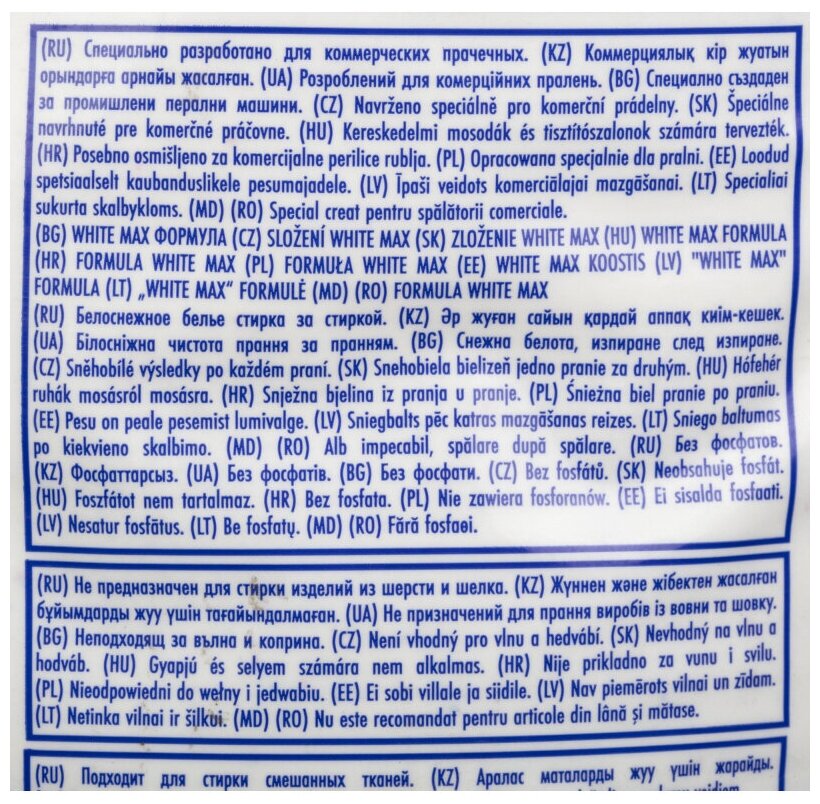 (RU) Специально разработано для коммерческих прачечных. (KZ) Коммерциялық кір жуатын
орындарға арнайы жасалған. (UA) Розроблений для комерційних пралень. (BG) Специално създаден
за промишлени перални машини. (CZ) Navrženo speciálně pro komerční prádelny. (SK) Špeciálne
navrhnuté pre komerčné práčovne. (HU) Kereskedelmi mosodák és tisztítószalonok számára tervezték.
(HR) Posebno osmišljeno za komercijalne perilice rublja. (PL) Opracowana specjalnie dla pralni. (EE) Loodud
spetsiaalselt kaubanduslikele pesumajadele. (LV) Īpaši veidots komerciālajai mazgāšanai. (LT) Specialiai
sukurta skalbykloms. (MD) (RO) Special creat pentru spălătorii comerciale.
(BG) WHITE MAX ФОРМУЛА (CZ) SLOŽENÍ WHITE MAX (SK) ZLOŽENIE WHITE MAX (HU) WHITE MAX FORMULA
(HR) FORMULA WHITE MAX (PL) FORMUŁA WHITE MAX (EE) WHITE MAX KOOSTIS (LV) "WHITE MAX"
FORMULA (LT) „WHITE MAX“ FORMULĖ (MD) (RO) FORMULA WHITE MAX
(RU) Белоснежное белье стирка за стиркой. (KZ) Әр жуған сайын қардай аппақ киім-кешек.
(UA) Білосніжна чистота прання за пранням. (BG) Снежна белота, изпиране след изпиране.
(CZ) Sněhobílé výsledky po každém praní. (SK) Snehobiela bielizeň jedno pranie za druhým. (HU) Hófehér
ruhák mosásról mosásra. (HR) Snježna bjelina iz pranja u pranje. (PL) Śnieżna biel pranie po praniu.
(EE) Pesu on peale pesemist lumivalge. (LV) Sniegbalts pēc katras mazgāšanas reizes. (LT) Sniego baltumas
po kiekvieno skalbimo. (MD) (RO) Alb impecabil, spălare după spălare. (RU) Без фосфатов.
(KZ) Фосфаттарсыз. (UA) Без фосфатів. (BG) Без фосфати. (CZ) Bez fosfátů. (SK) Neobsahuje fosfát.
(HU) Foszfátot nem tartalmaz. (HR) Bez fosfata. (PL) Nie zawiera fosforanów. (EE) Ei sisalda fosfaati.
(LV) Nesatur fosfātus. (LT) Be fosfatų. (MD) (RO) Fără fosfaei.
(RU) Не предназначен для стирки изделий из шерсти и шелка. (KZ) Жүннен және жібектен жасалған
бұйымдарды жуу үшін тағайындалмаған. (UA) Не призначений для прання виробів із вовни та шовку.
(BG) Неподходящ за вълна и коприна. (CZ) Není vhodný pro vlnu a hedvábí. (SK) Nevhodný na vlnu a
hodváb. (HU) Gyapjú és selyem számára nem alkalmas. (HR) Nije prikladno za vunu i svilu.
(PL) Nieodpowiedni do wełny i jedwabiu. (EE) Ei sobi villale ja siidile. (LV) Nav piemērots vilnai un zīdam.
(LT) Netinka vilnai ir šilkui. (MD) (RO) Nu este recomandat pentru articole din lână și mătase.
(RU) Подходит для стирки смешанных тканей. (KZ) Аралас маталарды жуу үшін жарайды.